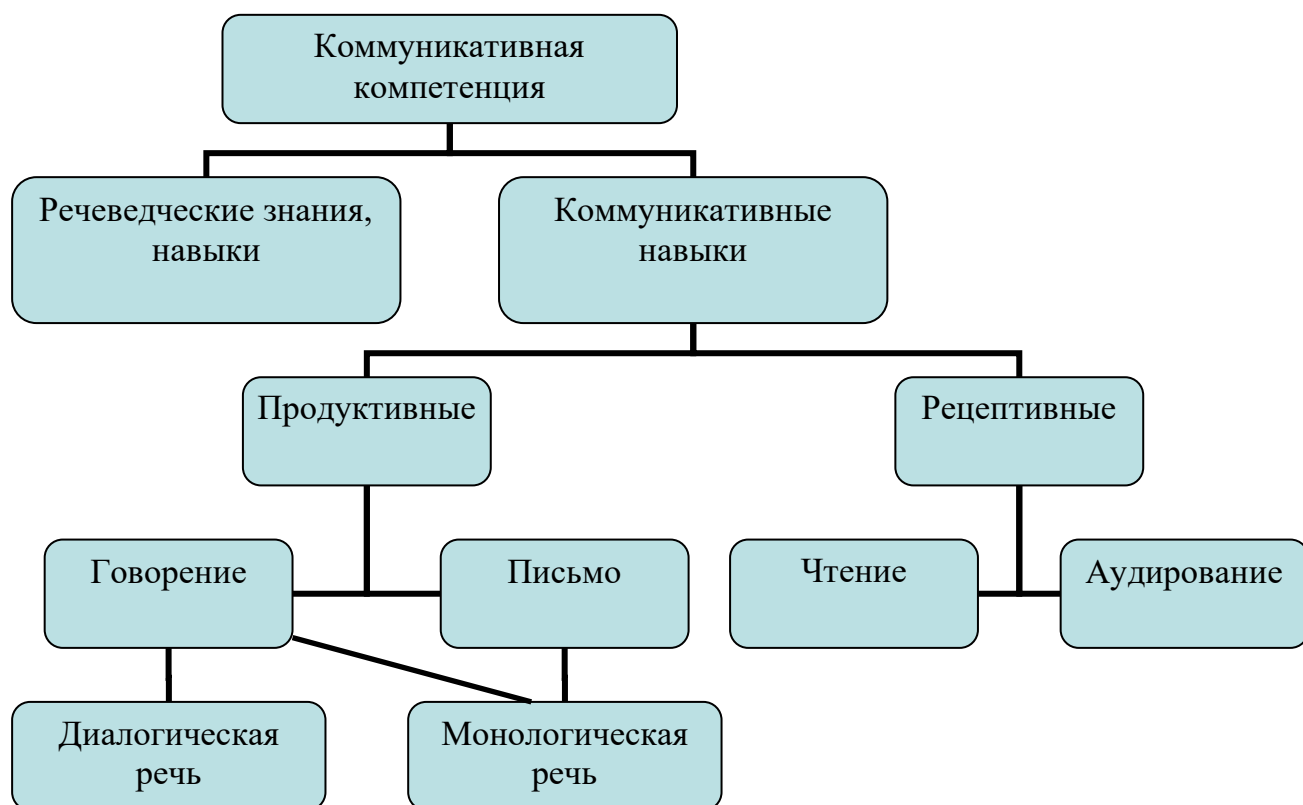 Коммуникативная
компетенция
Речеведческие знания,
навыки
Коммуникативные
навыки
Продуктивные
Рецептивные
Говорение
Письмо
Чтение
Аудирование
Диалогическая
речь
Монологическая
речь